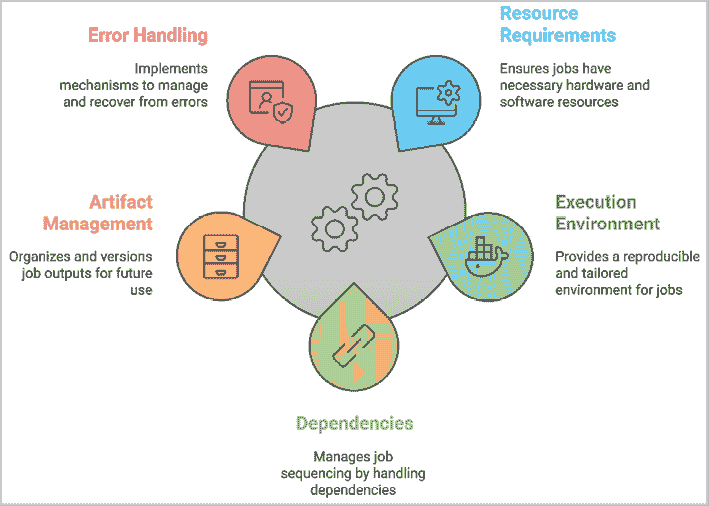 Error Handling
Implements
mechanisms to manage
and recover from errors
Resource
Requirements
Ensures jobs have
necessary hardware and
software resources
Artifact
Management
Organizes and versions
job outputs for future
use
Execution
Environment
Provides a reproducible
and tailored
environment for jobs
Dependencies
Manages job
sequencing by handling
dependencies